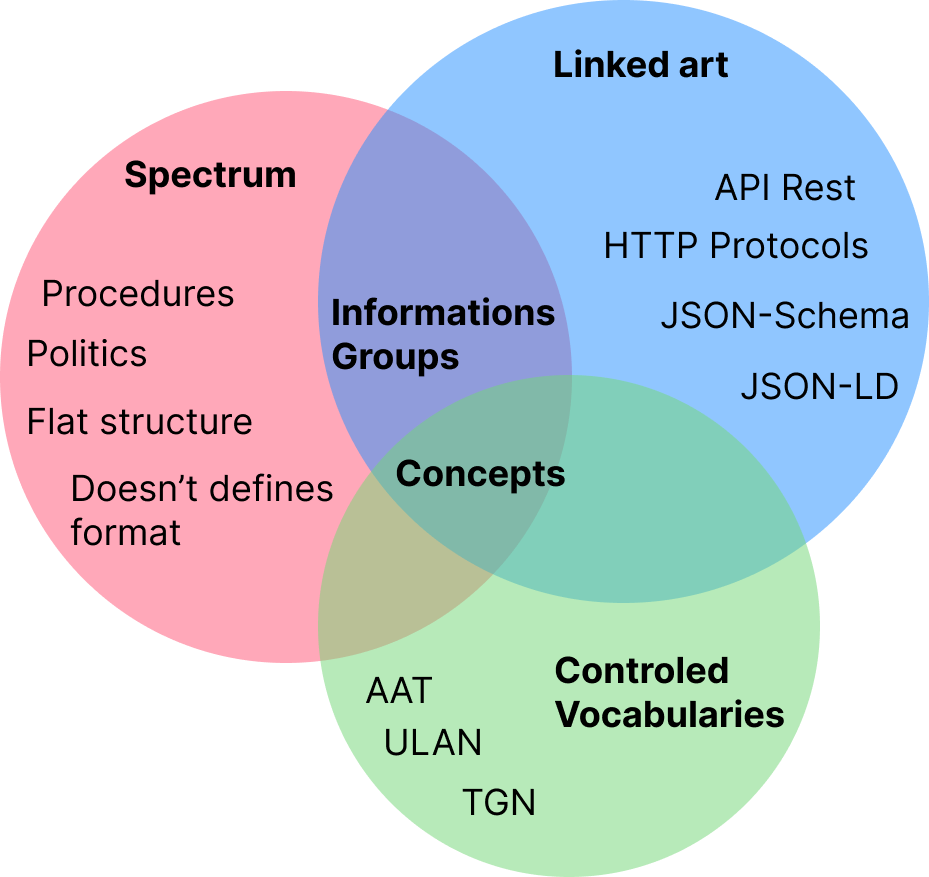 Linked art
Spectrum
API Rest
HTTP Protocols
Procedures
Informations
Groups
JSON-Schema
Politics
JSON-LD
Flat structure
Concepts
Doesn’t defines
format
Controled
Vocabularies
AAT
ULAN
TGN